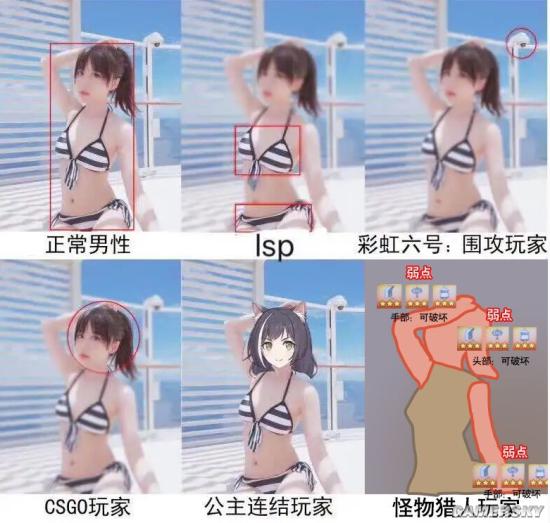 正常男性
lsp
彩虹六号：围攻玩家
弱点
手部：可破坏
弱点
头部：可破坏
弱点
手部：可破坏
CSGO玩家
公主连结玩家
怪物猎人玩家
GAMERSKY